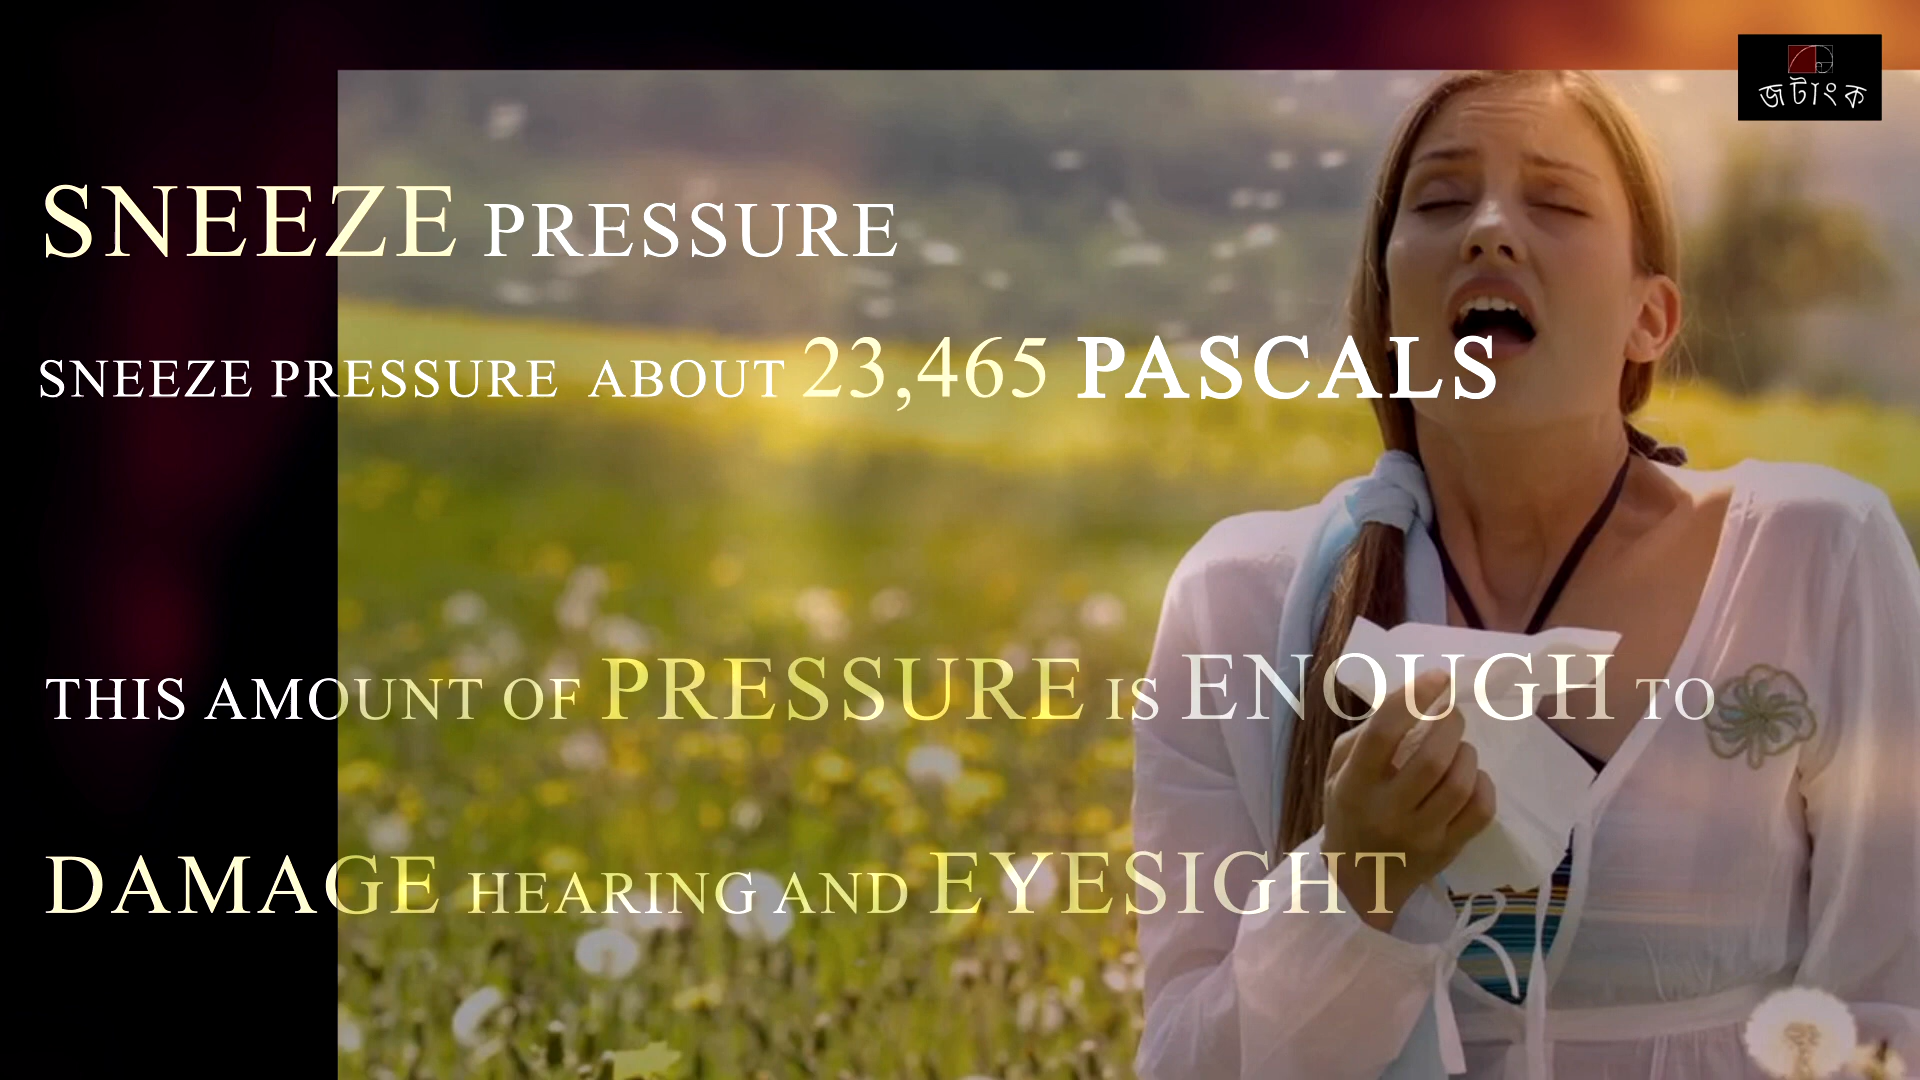 জটাংক
SNEEZE PRESSURE
SNEEZE PRESSURE ABOUT 23,465 PASCALS
THIS AMOUNT OF PRESSURE IS ENOUGH TO
DAMAGE HEARING AND EYESIGHT